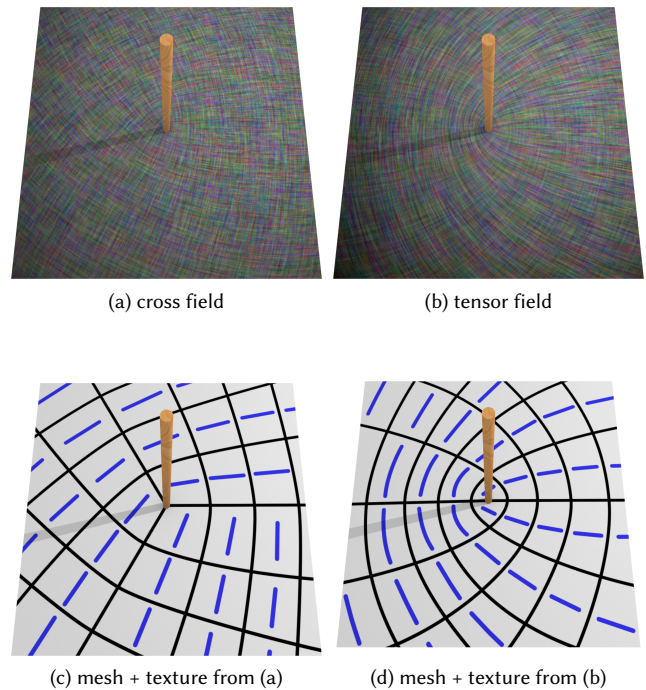 (a) cross field
(b) tensor field
(c) mesh + texture from (a)
(d) mesh + texture from (b)